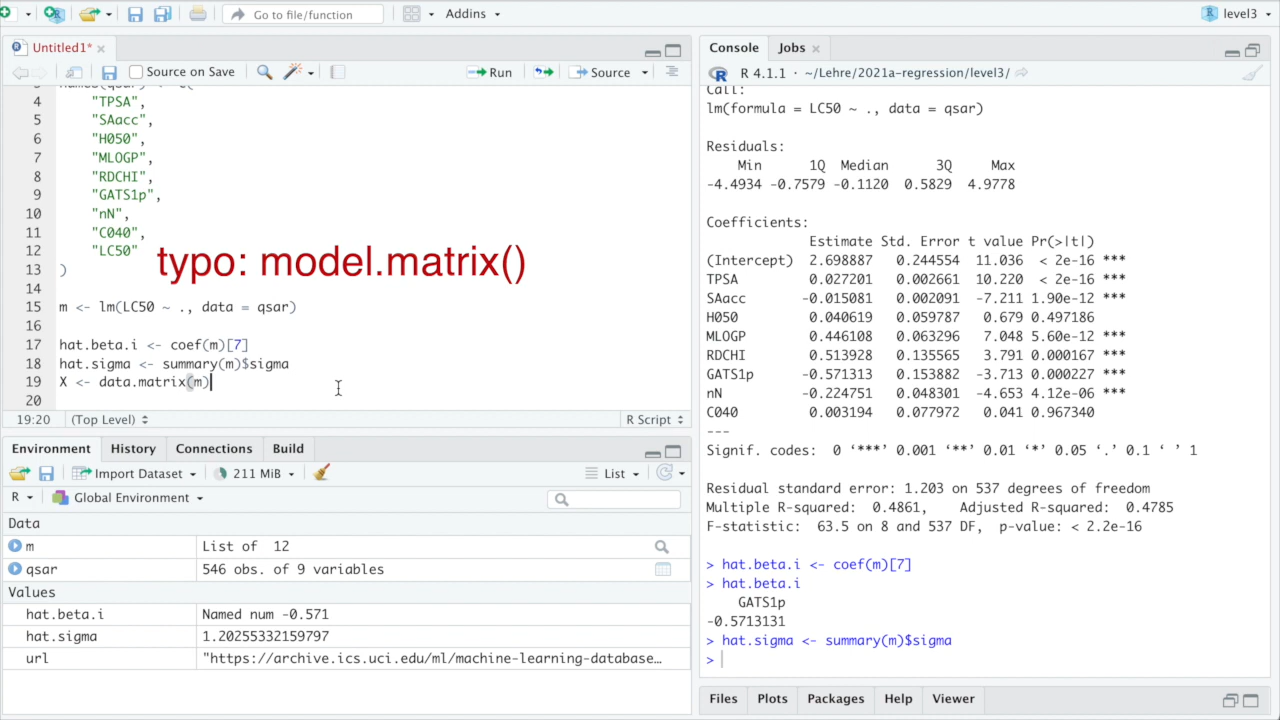 Go to file/function
Addins
level3
Untitled1*
Source on Save
Run
Source
3 names(qsar) <- c(
4 "TPSA",
5 "SAacc",
6 "H050",
7 "MLOGP",
8 "RDCHI",
9 "GATS1p",
10 "nN",
11 "C040",
12 "LC50"
13 )
typo: model.matrix()
14
15 m <- lm(LC50 ~ ., data = qsar)
16
17 hat.beta.i <- coef(m)[7]
18 hat.sigma <- summary(m)$sigma
19 X <- data.matrix(m)
20
19:20 (Top Level) R Script
Environment History Connections Build
Import Dataset 211 MiB List
R Global Environment
Data
m List of 12
qsar 546 obs. of 9 variables
Values
hat.beta.i Named num -0.571
hat.sigma 1.20255332159797
url "https://archive.ics.uci.edu/ml/machine-learning-database…
Console Jobs
R 4.1.1 · ~/Lehre/2021a-regression/level3/
Call:
lm(formula = LC50 ~ ., data = qsar)
Residuals:
Min 1Q Median 3Q Max
-4.4934 -0.7579 -0.1120 0.5829 4.9778
Coefficients:
Estimate Std. Error t value Pr(>|t|)
(Intercept) 2.698887 0.244554 11.036 < 2e-16 ***
TPSA 0.027201 0.002661 10.220 < 2e-16 ***
SAacc -0.015081 0.002091 -7.211 1.90e-12 ***
H050 0.040619 0.059787 0.679 0.497186
MLOGP 0.446108 0.063296 7.048 5.60e-12 ***
RDCHI 0.513928 0.135565 3.791 0.000167 ***
GATS1p -0.571313 0.153882 -3.713 0.000227 ***
nN -0.224751 0.048301 -4.653 4.12e-06 ***
C040 0.003194 0.077972 0.041 0.967340
---
Signif. codes: 0 ‘***’ 0.001 ‘**’ 0.01 ‘*’ 0.05 ‘.’ 0.1 ‘ ’ 1
Residual standard error: 1.203 on 537 degrees of freedom
Multiple R-squared: 0.4861, Adjusted R-squared: 0.4785
F-statistic: 63.5 on 8 and 537 DF, p-value: < 2.2e-16
> hat.beta.i <- coef(m)[7]
> hat.beta.i
GATS1p
-0.5713131
> hat.sigma <- summary(m)$sigma
>
Files Plots Packages Help Viewer